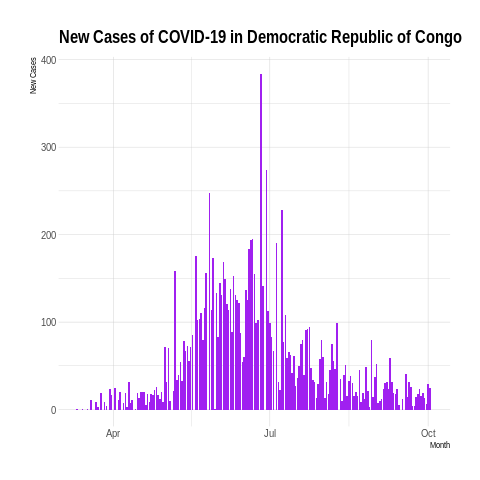 New Cases of COVID-19 in Democratic Republic of Congo
New Cases
400
300
200
100
0
Apr
Jul
Oct
Month